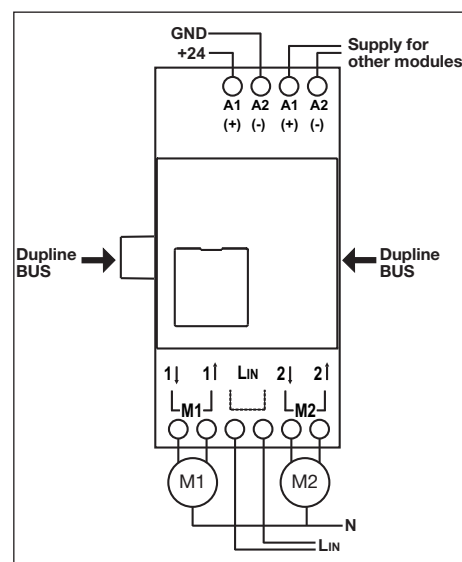 GND
+24
Supply for
other modules
A1 A2 A1 A2
(+) (-) (+) (-)
Dupline
BUS
Dupline
BUS
1↓ 1↑ LIN 2↓ 2↑
M1 M2
M1 M2
N
LIN